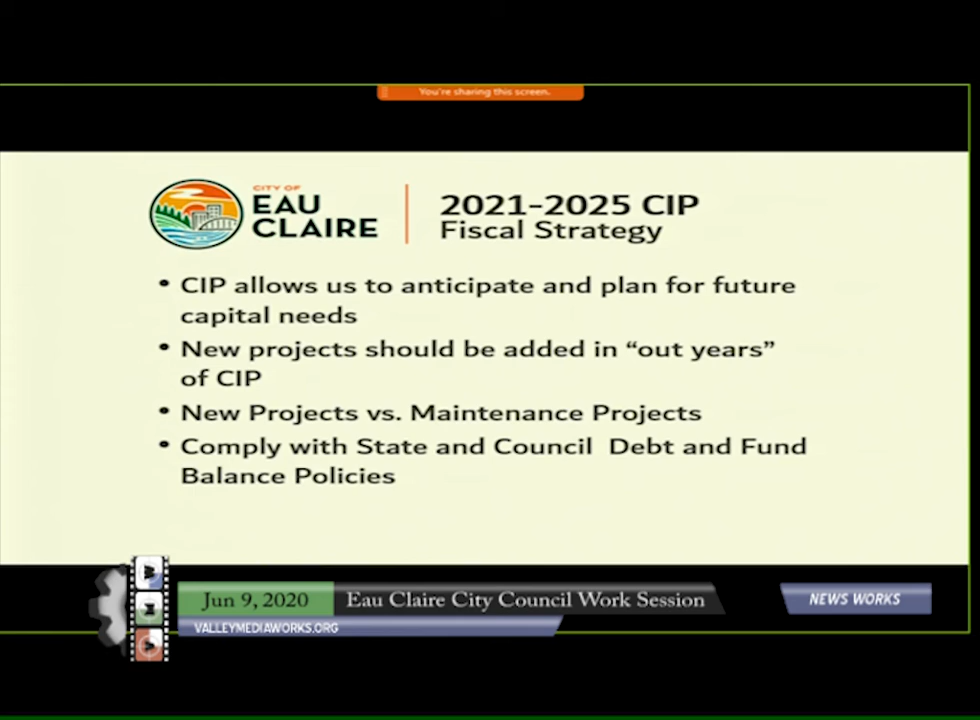 You're sharing this screen.
CITY OF
EAU
CLAIRE
2021-2025 CIP
Fiscal Strategy
• CIP allows us to anticipate and plan for future
capital needs
• New projects should be added in “out years”
of CIP
• New Projects vs. Maintenance Projects
• Comply with State and Council Debt and Fund
Balance Policies
Jun 9, 2020
Eau Claire City Council Work Session
NEWS WORKS
VALLEYMEDIAWORKS.ORG